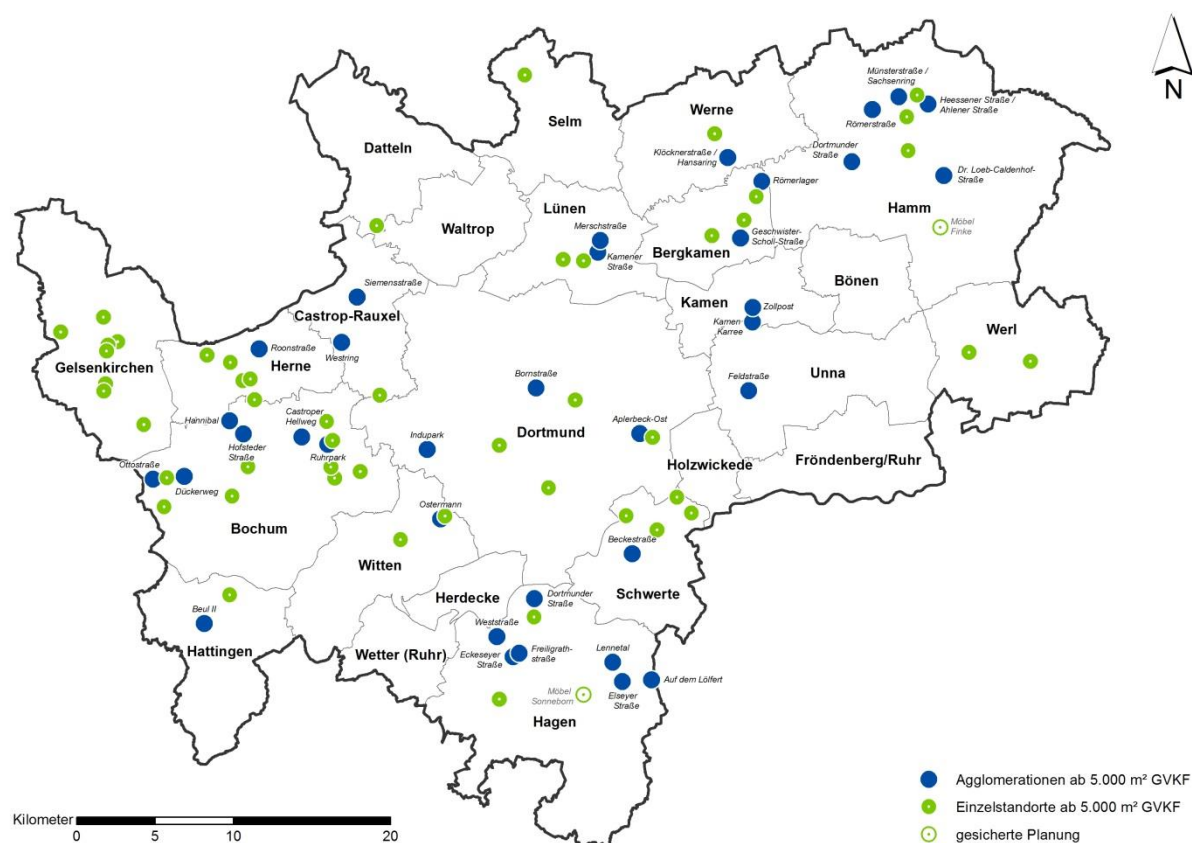 N
Münsterstraße /
Sachsenring
Heessener Straße /
Ahlener Straße
Werne
Selm
Römerstraße
Datteln
Klöcknerstraße /
Hansaring
Dortmunder
Straße
Dr. Loeb-Caldenhof-
Straße
Römerlager
Lünen
Hamm
Waltrop
Merschstraße
Möbel
Finke
Geschwister-
Scholl-Straße
Bergkamen
Kamener
Straße
Siemensstraße
Bönen
Kamen
Zollpost
Castrop-Rauxel
Kamen
Karree
Werl
Roonstraße
Westring
Gelsenkirchen
Herne
Unna
Bornstraße
Feldstraße
Hannibal
Castroper
Hellweg
Aplerbeck-Ost
Dortmund
Indupark
Hofsteder
Straße
Ruhrpark
Ottostraße
Holzwickede
Fröndenberg/Ruhr
Dückerweg
Ostermann
Bochum
Beckestraße
Witten
Schwerte
Herdecke
Dortmunder
Straße
Beul II
Weststraße
Hattingen
Wetter (Ruhr)
Eckeseyer
Straße
Freiligrath-
straße
Lennetal
Auf dem Lölfert
Möbel
Sonneborn
Elseyer
Straße
Hagen
Agglomerationen ab 5.000 m² GVKF
Einzelstandorte ab 5.000 m² GVKF
gesicherte Planung
Kilometer
0 5 10 20